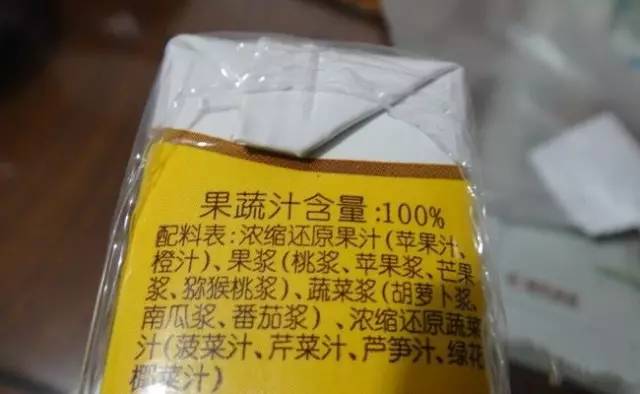 果蔬汁含量:100%
配料表:浓缩还原果汁(苹果汁、
橙汁)、果浆(桃浆、苹果浆、芒果
浆、猕猴桃浆)、蔬菜浆(胡萝卜浆、
南瓜浆、番茄浆)、浓缩还原蔬菜
汁(菠菜汁、芹菜汁、芦笋汁、绿花
椰菜汁)